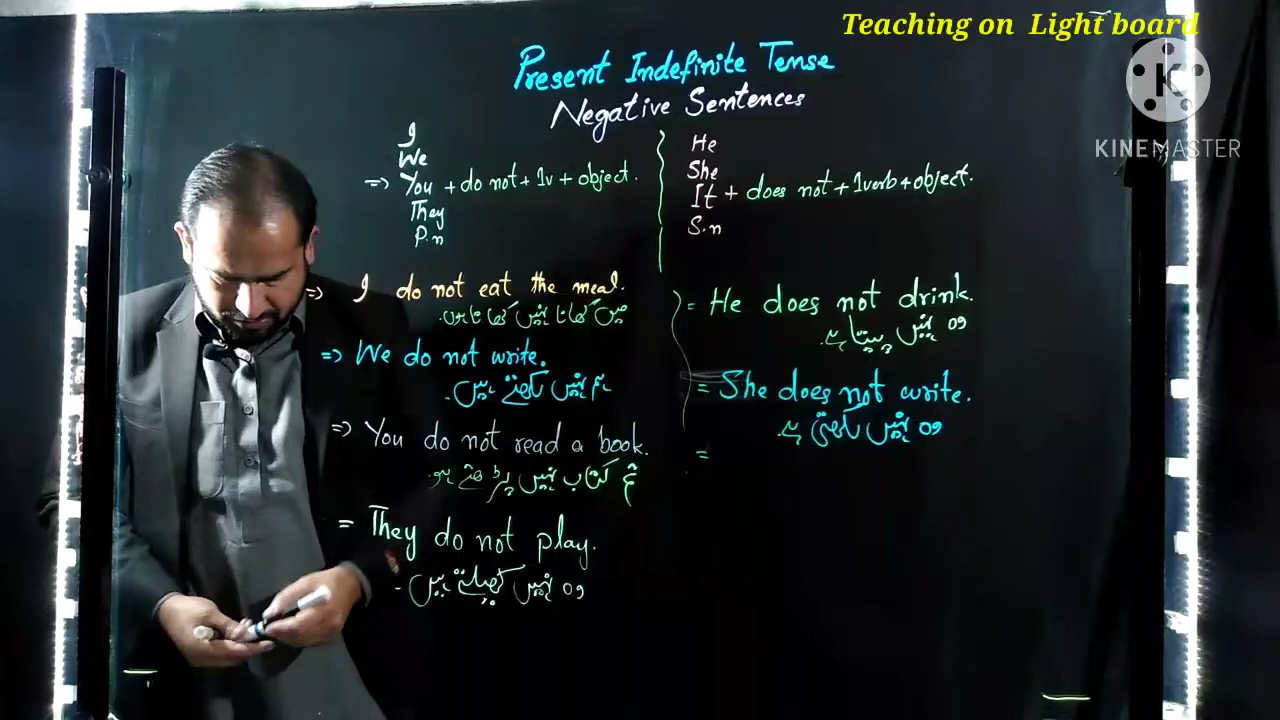 Teaching on Light board
K
KINEMASTER
Present Indefinite Tense
Negative Sentences
I
We
=> You + do not + 1v + object.
They
P.n
He
She
It + does not + 1verb + object.
S.n
=> I do not eat the meal.
میں کھانا نہیں کھاتا ہوں۔
=> We do not write.
ہم نہیں لکھتے ہیں۔
=> You do not read a book.
تم کتاب نہیں پڑھتے ہو۔
= They do not play.
وہ نہیں کھیلتے ہیں۔
= He does not drink.
وہ نہیں پیتا ہے۔
= She does not write.
وہ نہیں لکھتی ہے۔
=